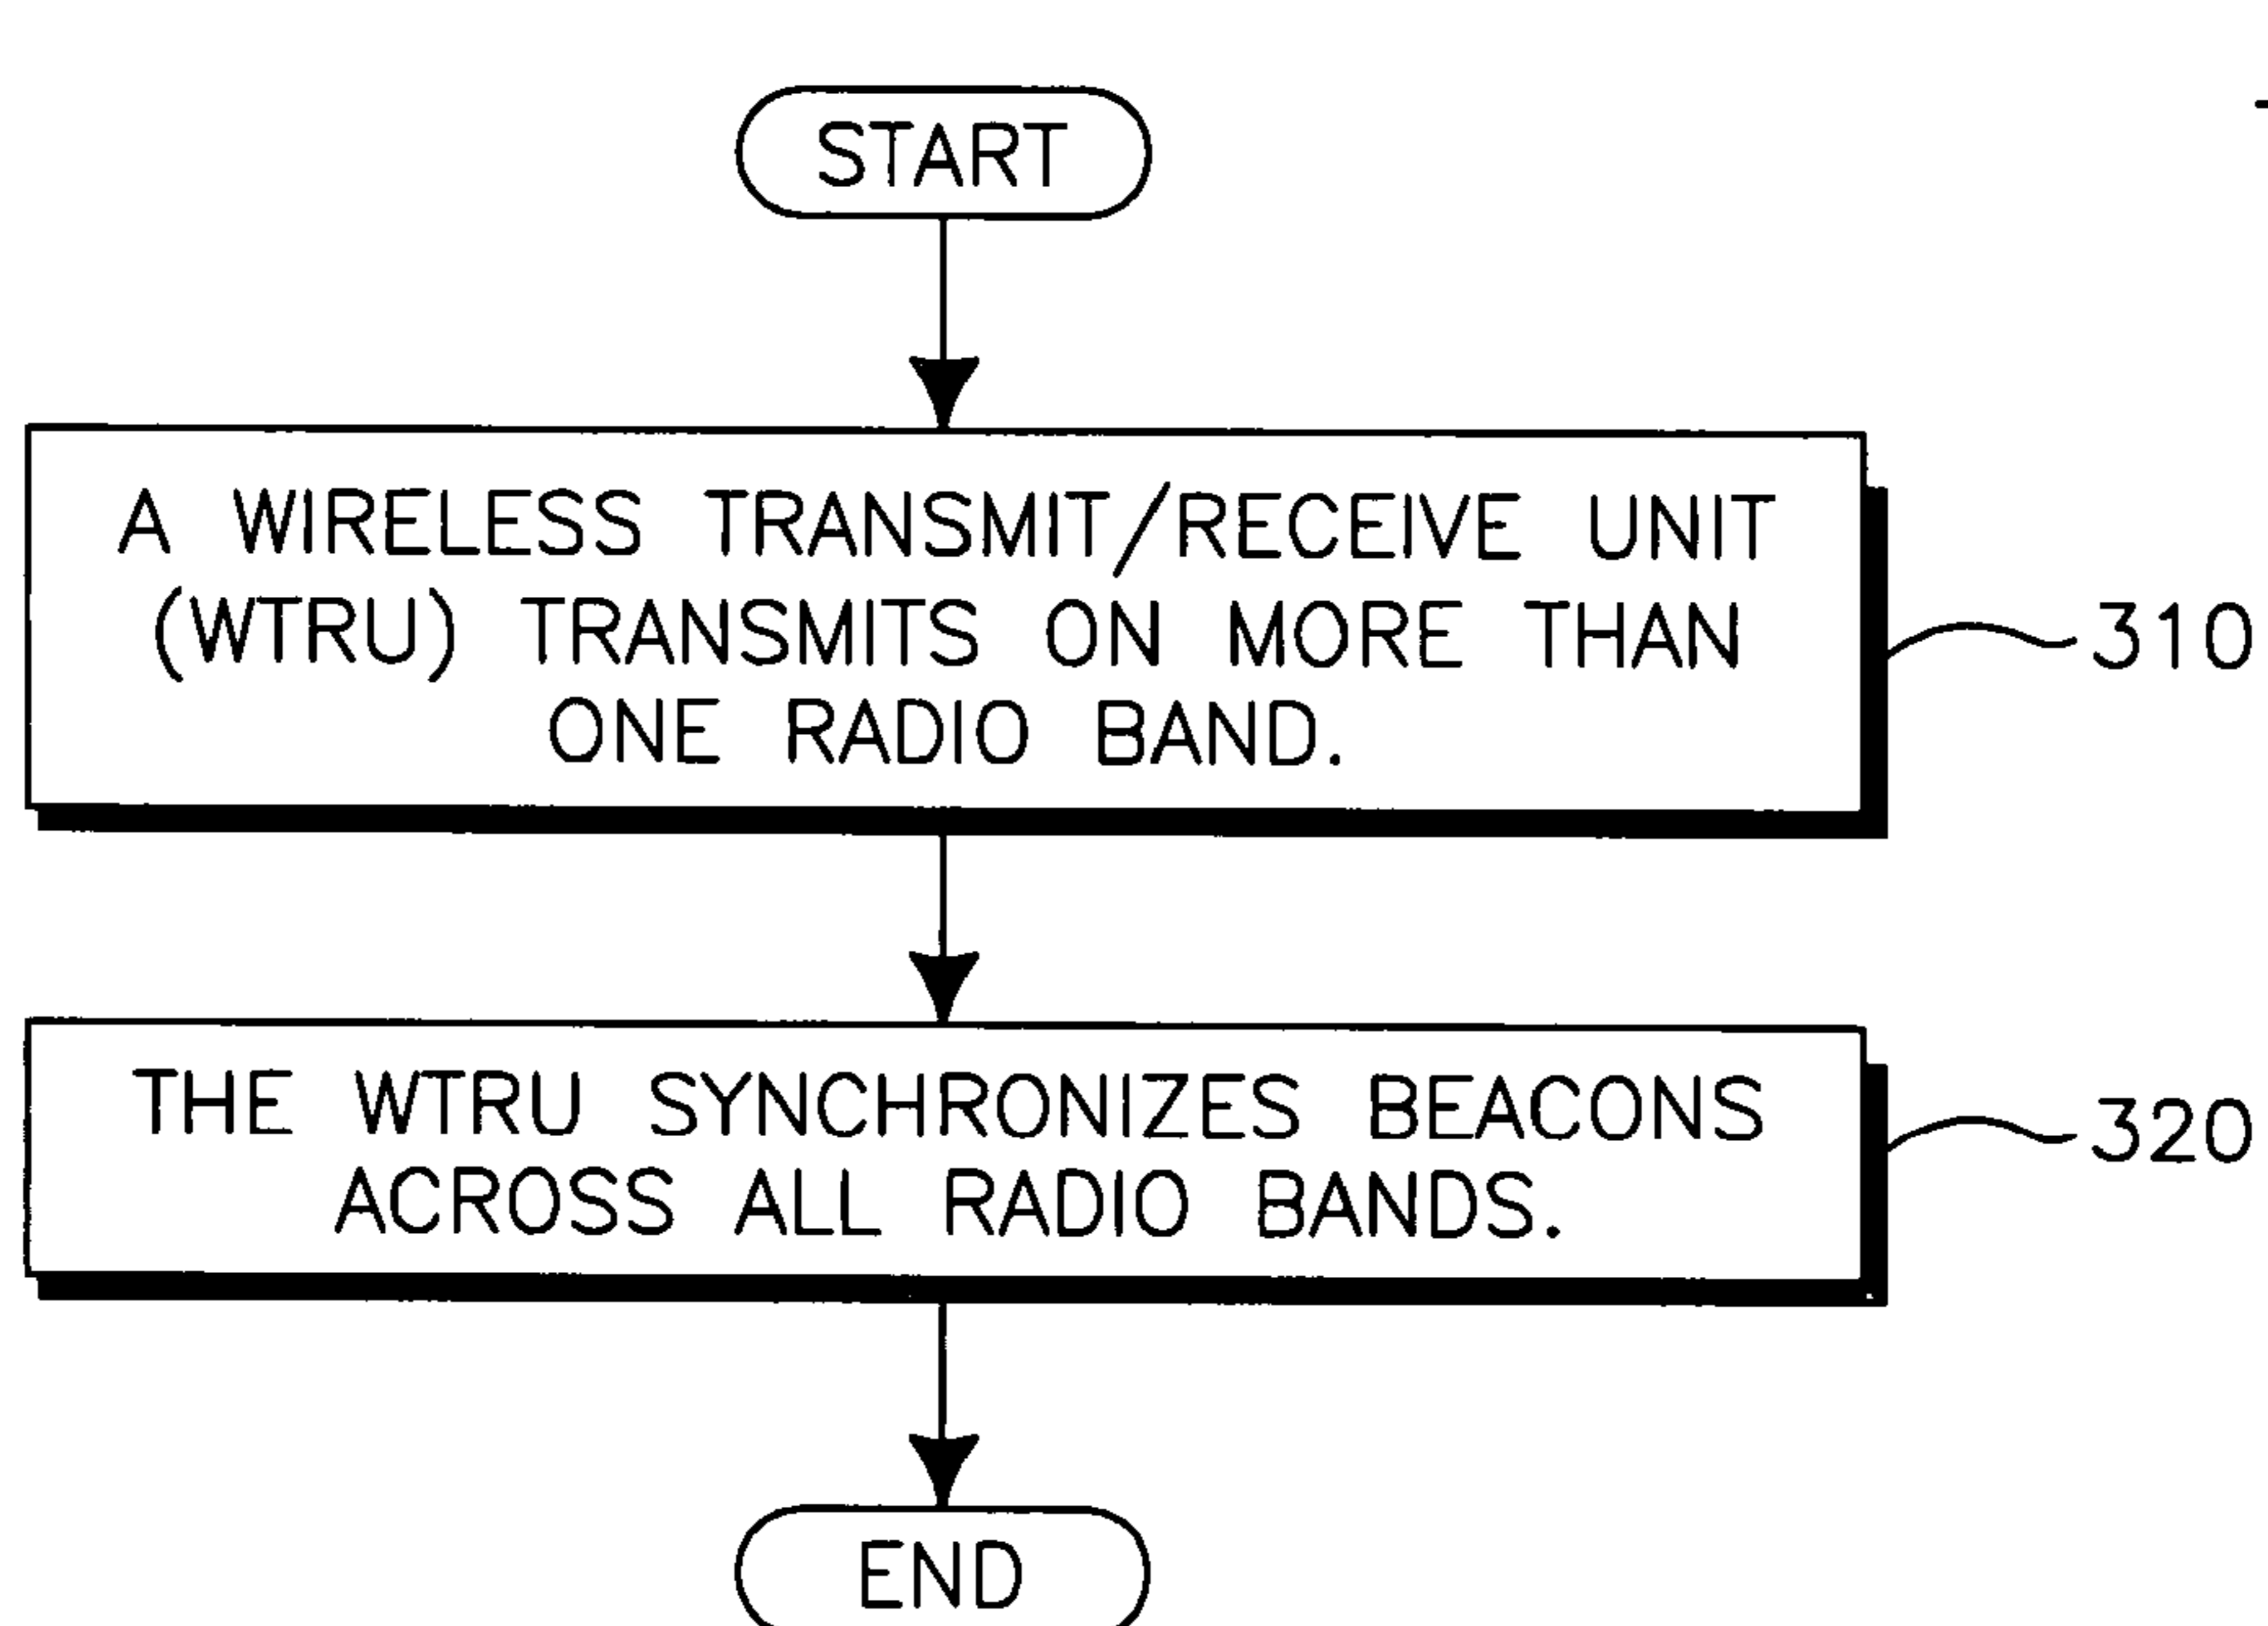 START
A WIRELESS TRANSMIT/RECEIVE UNIT
(WTRU) TRANSMITS ON MORE THAN
ONE RADIO BAND.
310
THE WTRU SYNCHRONIZES BEACONS
ACROSS ALL RADIO BANDS.
320
END